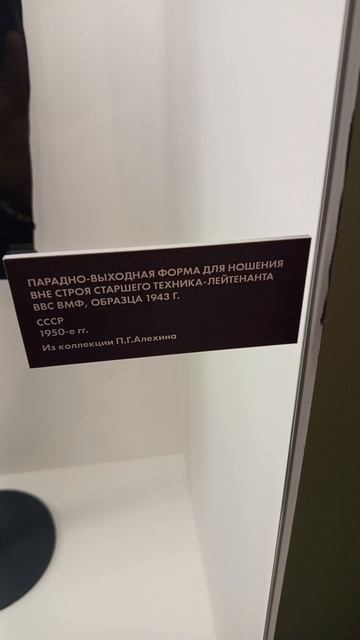 ПАРАДНО-ВЫХОДНАЯ ФОРМА ДЛЯ НОШЕНИЯ
ВНЕ СТРОЯ СТАРШЕГО ТЕХНИКА-ЛЕЙТЕНАНТА
ВВС ВМФ, ОБРАЗЦА 1943 Г.
СССР
1950-е гг.
Из коллекции П.Г.Алехина